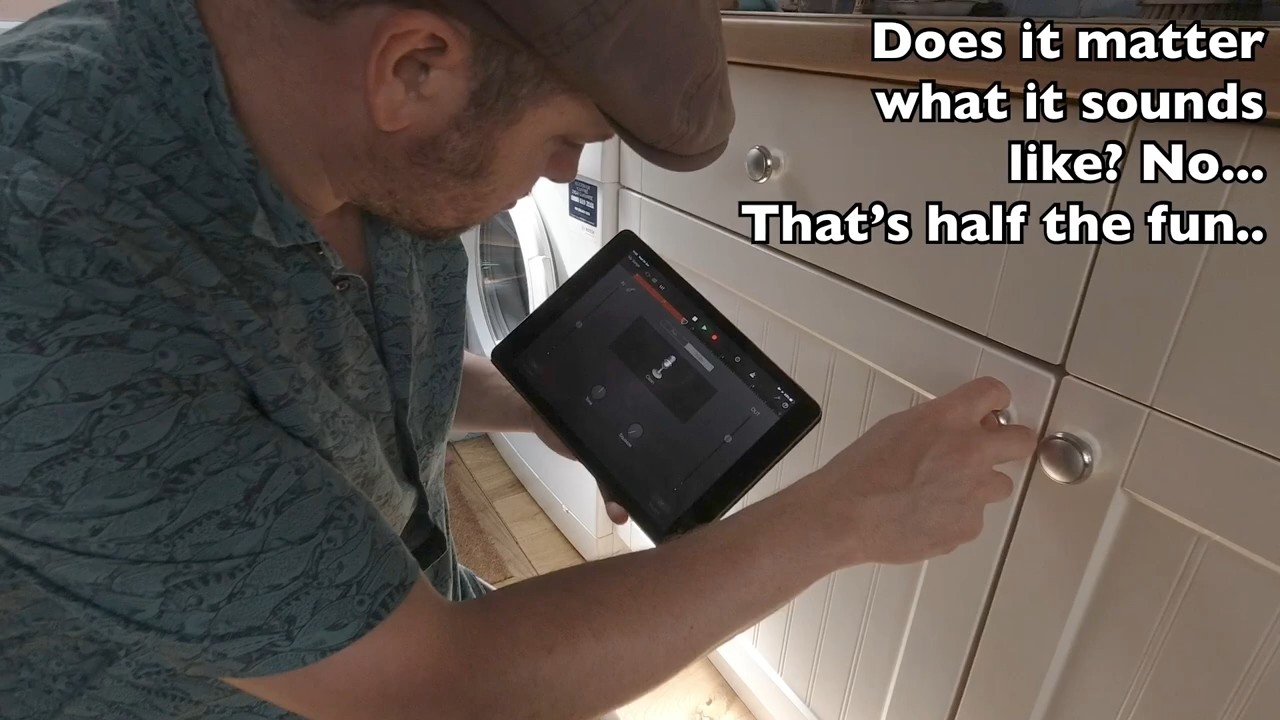 Does it matter
what it sounds
like? No...
That’s half the fun..